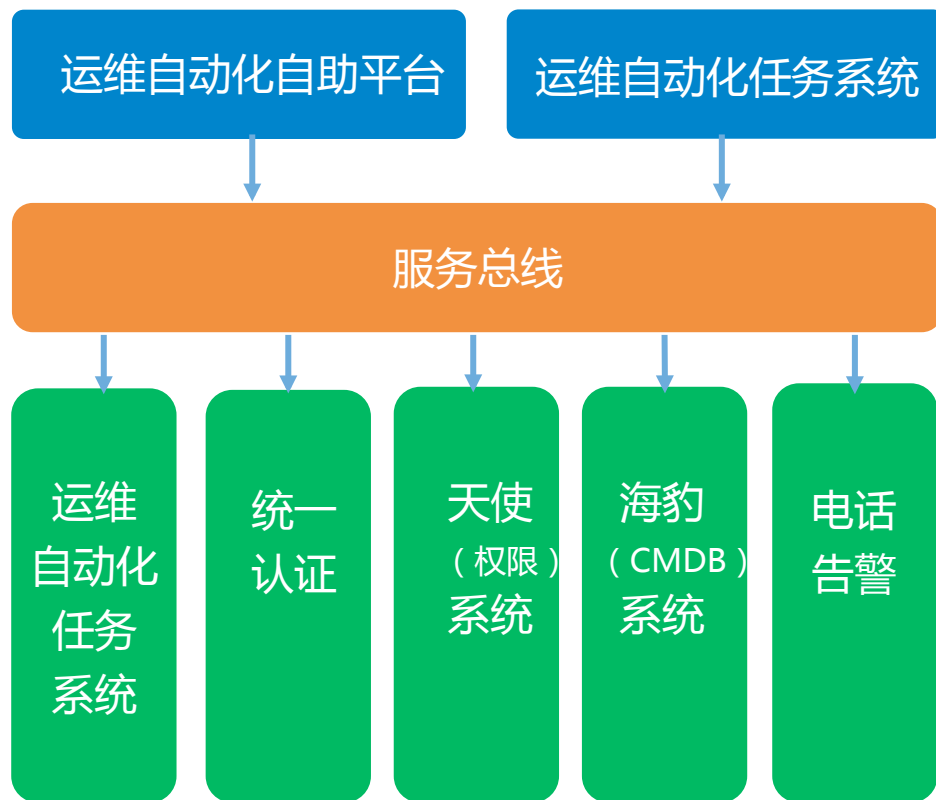 运维自动化自助平台
运维自动化任务系统
服务总线
运维
自动化
任务
系统
统一
认证
天使
（权限）
系统
海豹
（CMDB）
系统
电话
告警